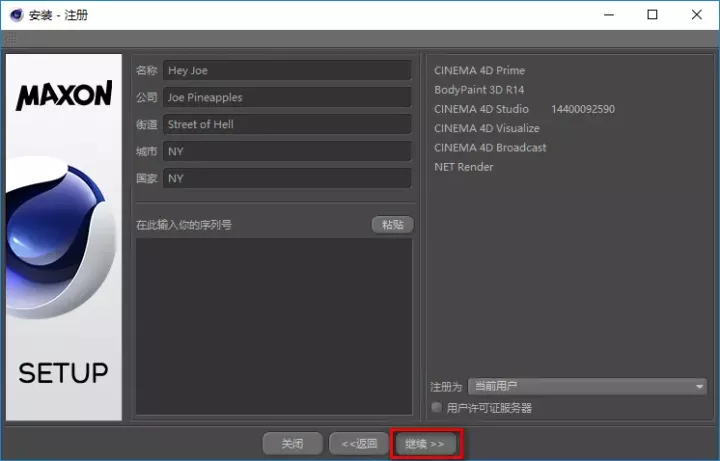 安装 - 注册
MAXON
SETUP
名称 Hey Joe
公司 Joe Pineapples
街道 Street of Hell
城市 NY
国家 NY
在此输入你的序列号 粘贴
CINEMA 4D Prime
BodyPaint 3D R14
CINEMA 4D Studio 14400092590
CINEMA 4D Visualize
CINEMA 4D Broadcast
NET Render
注册为 当前用户
用户许可证服务器
关闭 <<返回 继续 >>